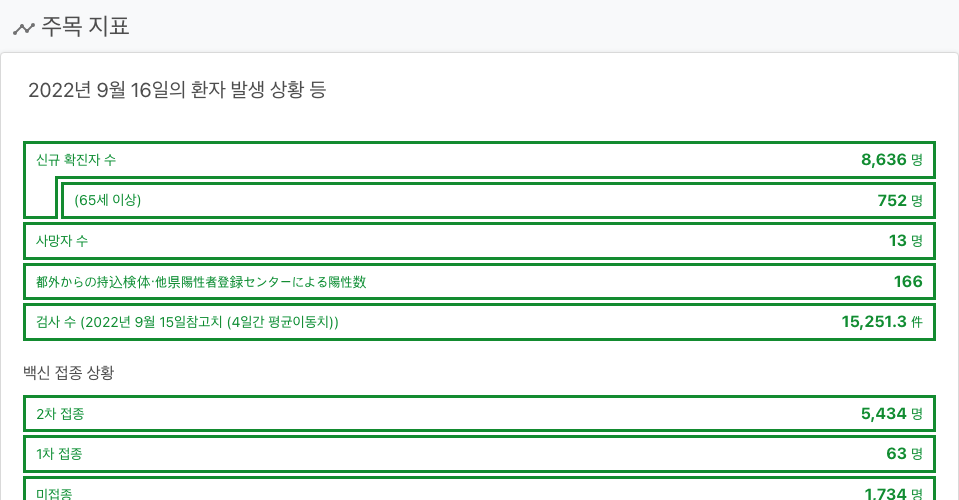 주목 지표
2022년 9월 16일의 환자 발생 상황 등
신규 확진자 수 8,636 명
(65세 이상) 752 명
사망자 수 13 명
都外からの持込検体·他県陽性者登録センターによる陽性数 166
검사 수 (2022년 9월 15일참고치 (4일간 평균이동치)) 15,251.3 件
백신 접종 상황
2차 접종 5,434 명
1차 접종 63 명
미접종 1,734 명